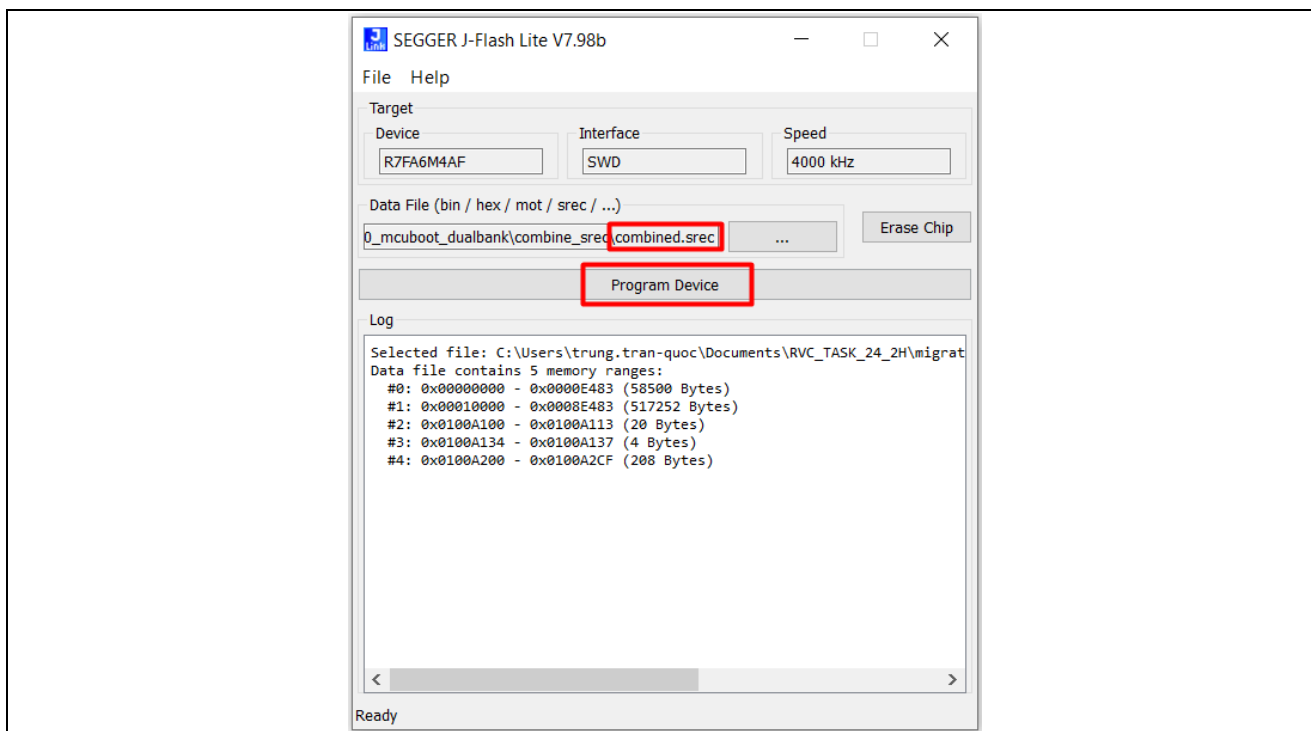 J
Link
SEGGER J-Flash Lite V7.98b
File Help
Target
Device Interface Speed
R7FA6M4AF SWD 4000 kHz
Data File (bin / hex / mot / srec / ...)
0_mcuboot_dualbank\combine_srec\combined.srec ... Erase Chip
Program Device
Log
Selected file: C:\Users\trung.tran-quoc\Documents\RVC_TASK_24_2H\migrat
Data file contains 5 memory ranges:
#0: 0x00000000 - 0x0000E483 (58500 Bytes)
#1: 0x00010000 - 0x0008E483 (517252 Bytes)
#2: 0x0100A100 - 0x0100A113 (20 Bytes)
#3: 0x0100A134 - 0x0100A137 (4 Bytes)
#4: 0x0100A200 - 0x0100A2CF (208 Bytes)
Ready